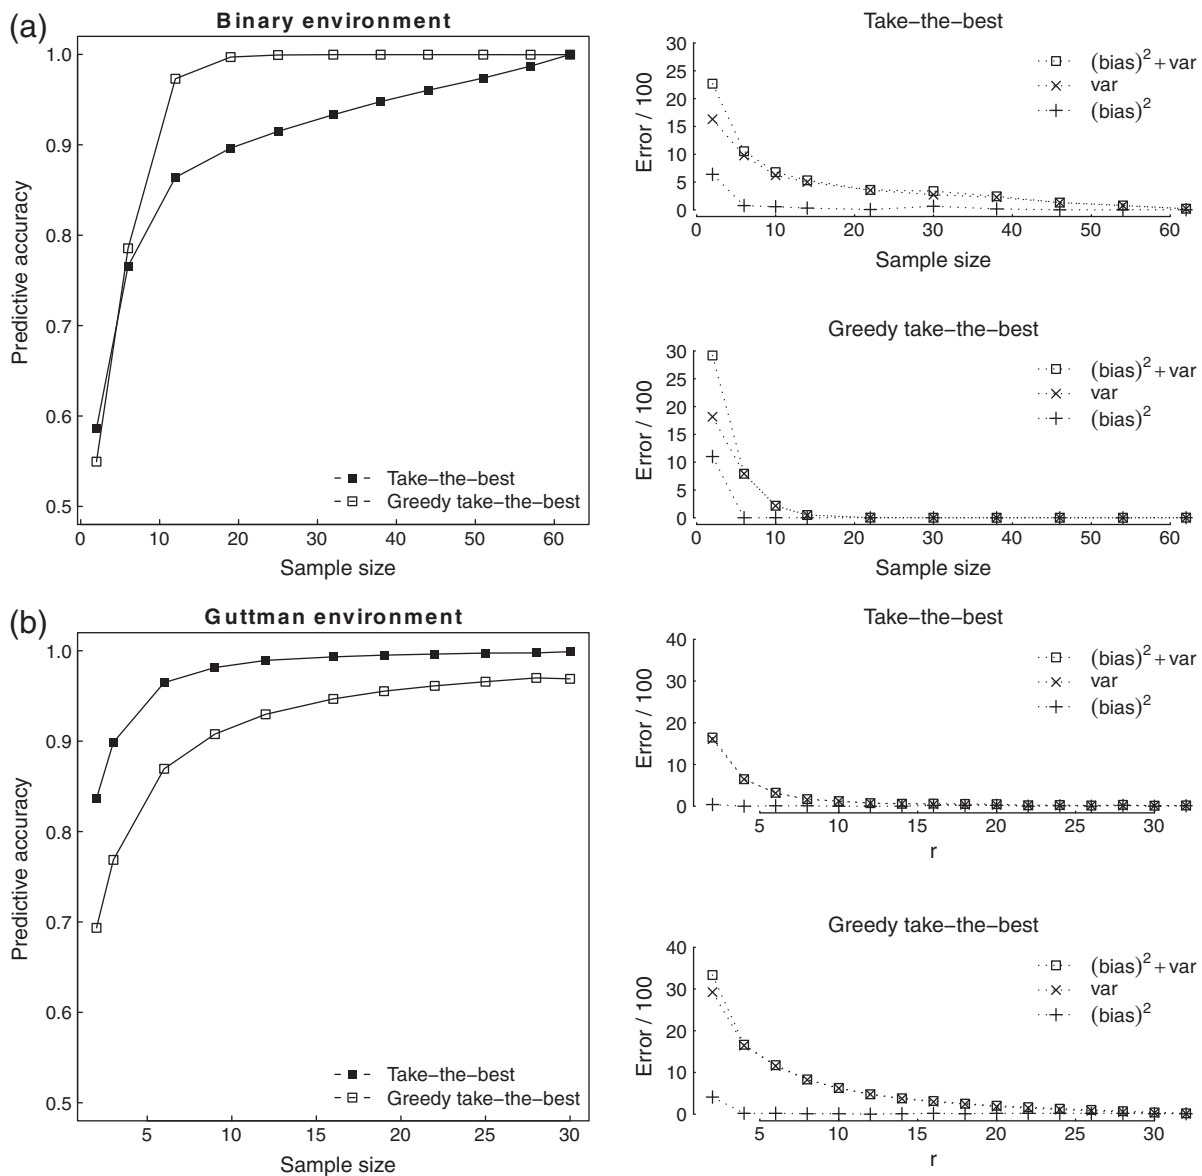 (a)
Binary environment
1.0
0.9
0.8
0.7
0.6
0.5
Predictive accuracy
Take−the−best
Greedy take−the−best
0 10 20 30 40 50 60
Sample size
Take−the−best
30
25
20
15
10
5
0
Error / 100
(bias)² + var
var
(bias)²
0 10 20 30 40 50 60
Sample size
Greedy take−the−best
30
25
20
15
10
5
0
Error / 100
(bias)² + var
var
(bias)²
0 10 20 30 40 50 60
Sample size
(b)
Guttman environment
1.0
0.9
0.8
0.7
0.6
0.5
Predictive accuracy
Take−the−best
Greedy take−the−best
5 10 15 20 25 30
Sample size
Take−the−best
40
30
20
10
0
Error / 100
(bias)² + var
var
(bias)²
5 10 15 20 25 30
r
Greedy take−the−best
40
30
20
10
0
Error / 100
(bias)² + var
var
(bias)²
5 10 15 20 25 30
r